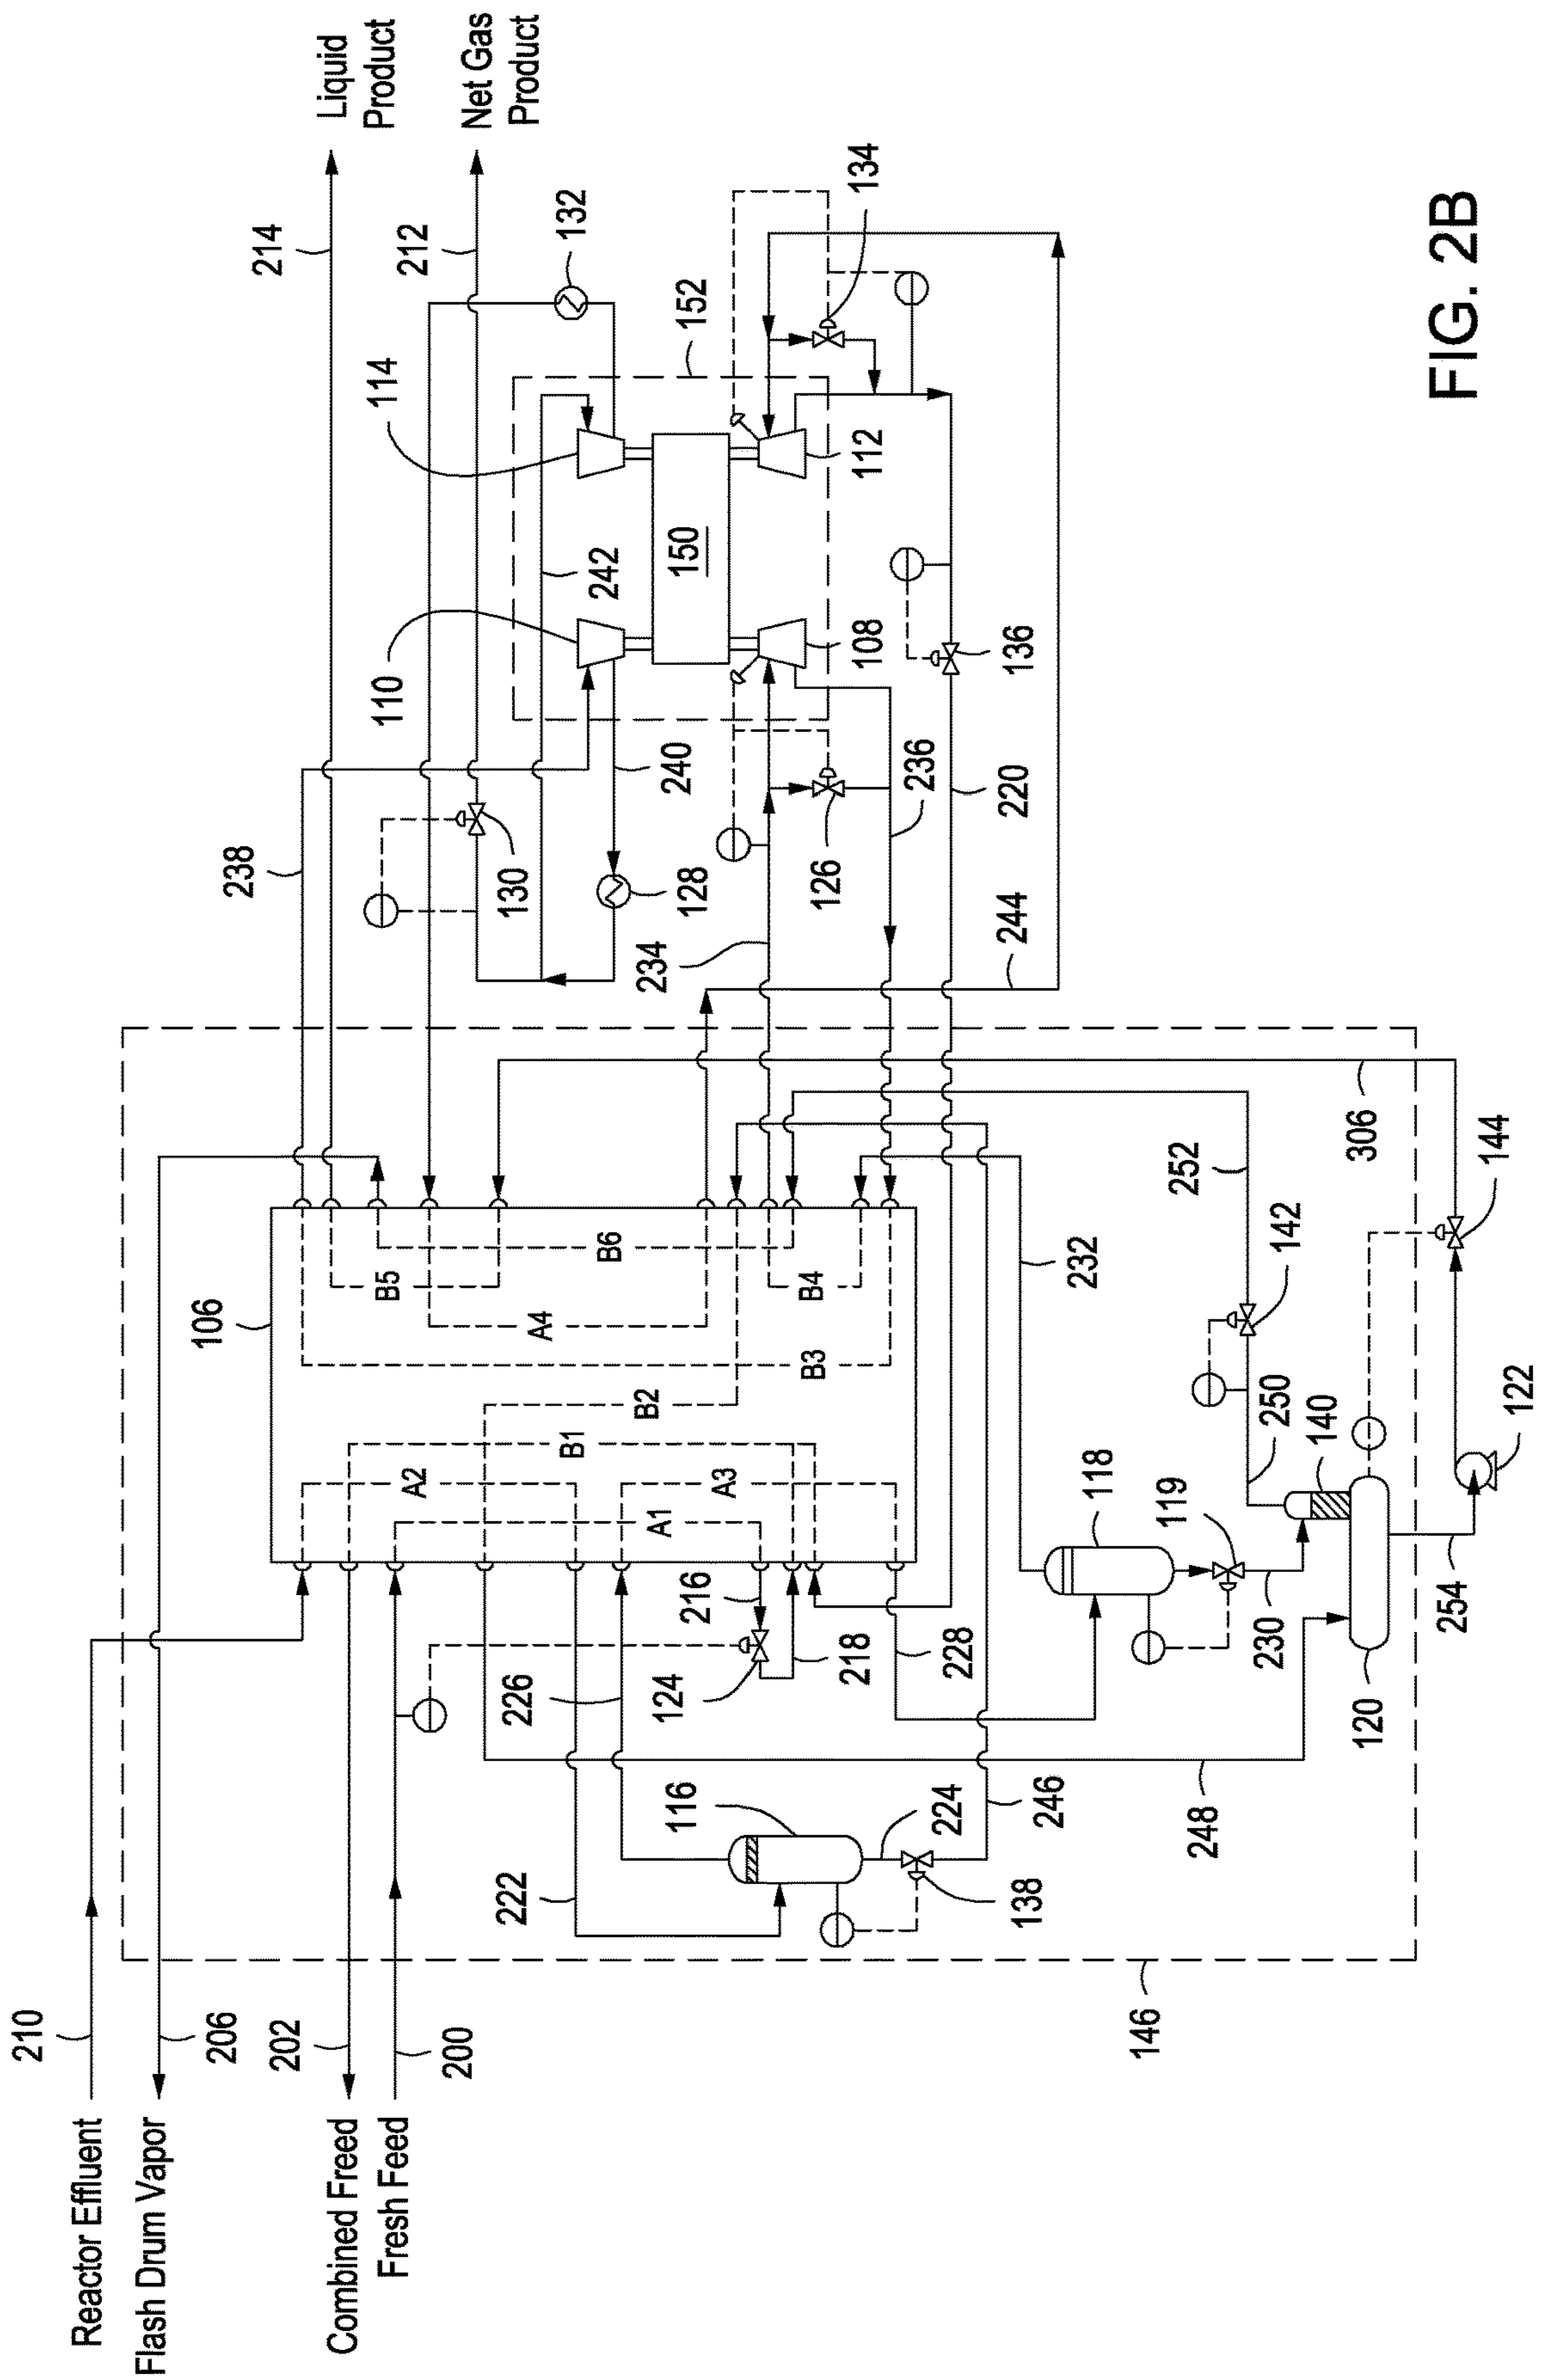 210
Reactor Effluent
Flash Drum Vapor
206
106
238
214
Liquid
Product
202
Combined Freed
Fresh Feed
200
A2
B5
110
114
212
Net Gas
Product
A4
222
226
B1
B6
130
132
242
240
A1
B2
234
216
116
124
A3
128
150
152
B3
B4
126
218
108
112
134
236
224
228
220
136
138
244
246
232
146
119
118
252
248
230
250
142
140
306
120
254
122
144
FIG. 2B